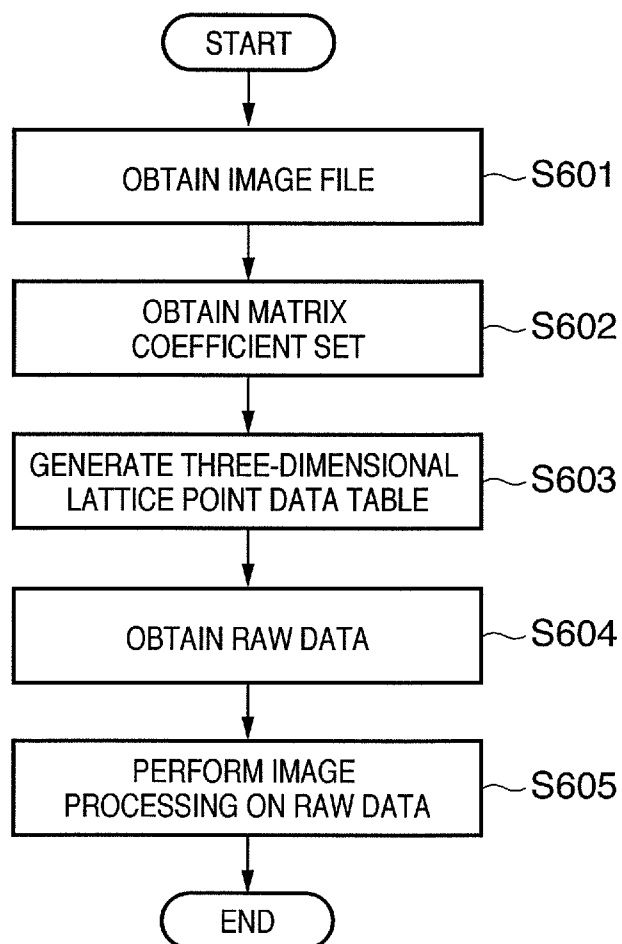 START
OBTAIN IMAGE FILE
S601
OBTAIN MATRIX
COEFFICIENT SET
S602
GENERATE THREE-DIMENSIONAL
LATTICE POINT DATA TABLE
S603
OBTAIN RAW DATA
S604
PERFORM IMAGE
PROCESSING ON RAW DATA
S605
END